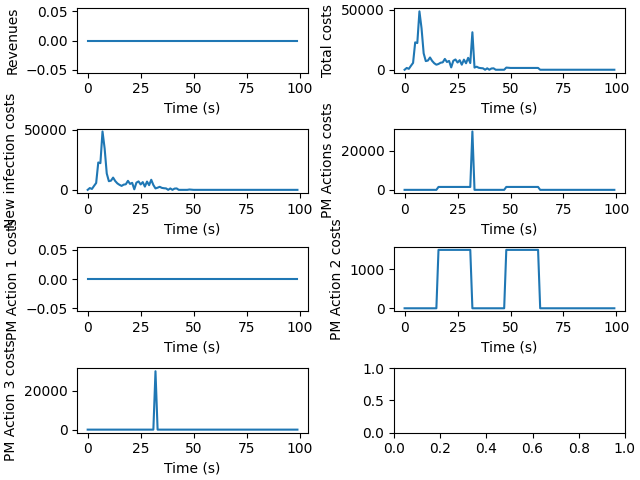 Revenues
0.05
0.00
−0.05
0 25 50 75 100
Time (s)
Total costs
50000
0
0 25 50 75 100
Time (s)
New infection costs
50000
0
0 25 50 75 100
Time (s)
PM Actions costs
20000
0
0 25 50 75 100
Time (s)
PM Action 1 costs
0.05
0.00
−0.05
0 25 50 75 100
Time (s)
PM Action 2 costs
1000
0
0 25 50 75 100
Time (s)
PM Action 3 costs
20000
0
0 25 50 75 100
Time (s)
1.0
0.5
0.0
0.0 0.2 0.4 0.6 0.8 1.0